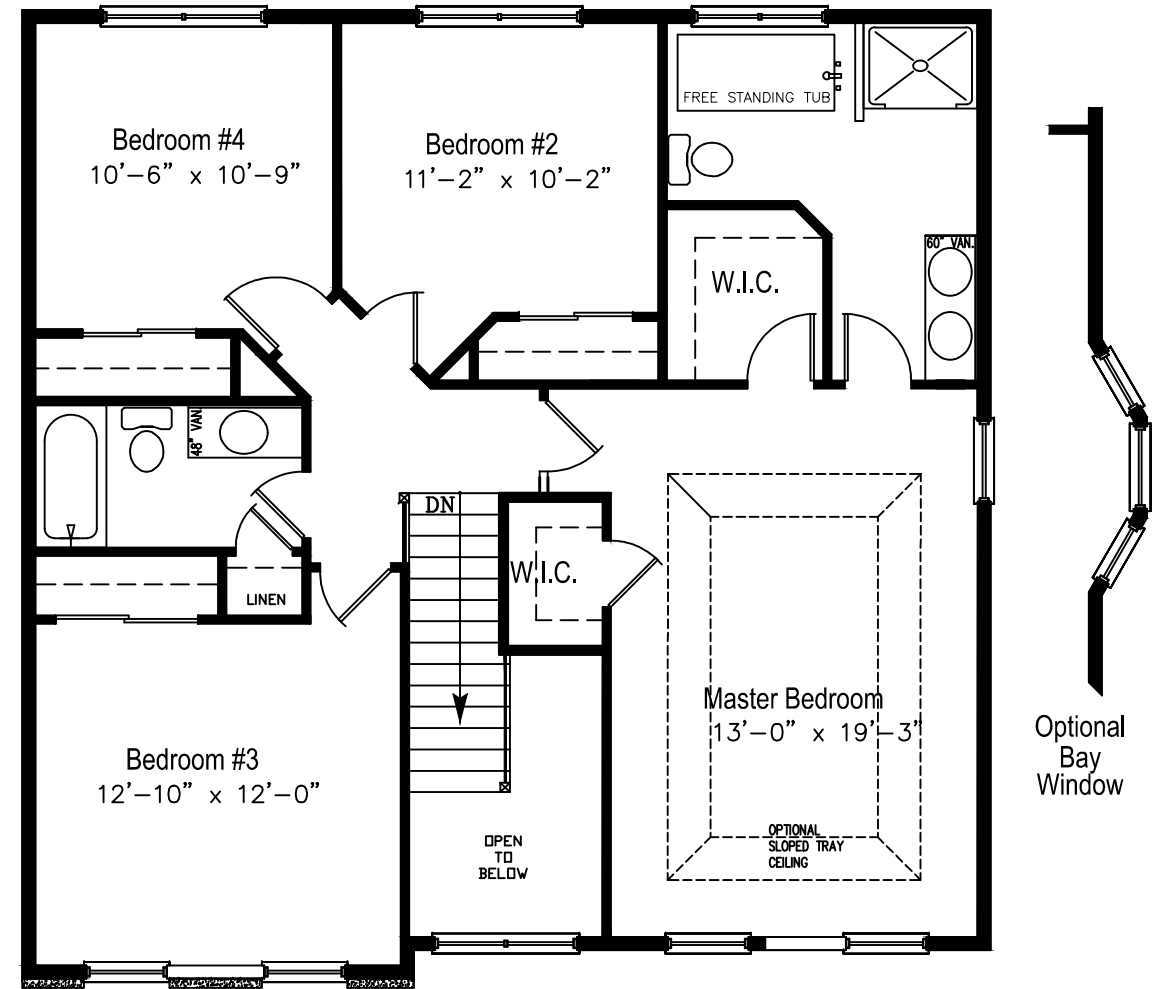 FREE STANDING TUB
Bedroom #4
10'-6" x 10'-9"
Bedroom #2
11'-2" x 10'-2"
60" VAN.
W.I.C.
48" VAN.
DN
W.I.C.
LINEN
Master Bedroom
13'-0" x 19'-3"
Optional
Bay
Window
Bedroom #3
12'-10" x 12'-0"
OPEN
TO
BELOW
OPTIONAL
SLOPED TRAY
CEILING